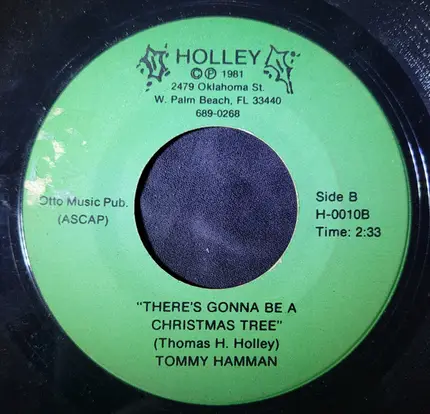 HOLLEY
© ℗ 1981
2479 Oklahoma St.
W. Palm Beach, FL 33440
689-0268
Otto Music Pub.
(ASCAP)
Side B
H-0010B
Time: 2:33
"THERE'S GONNA BE A
CHRISTMAS TREE"
(Thomas H. Holley)
TOMMY HAMMAN